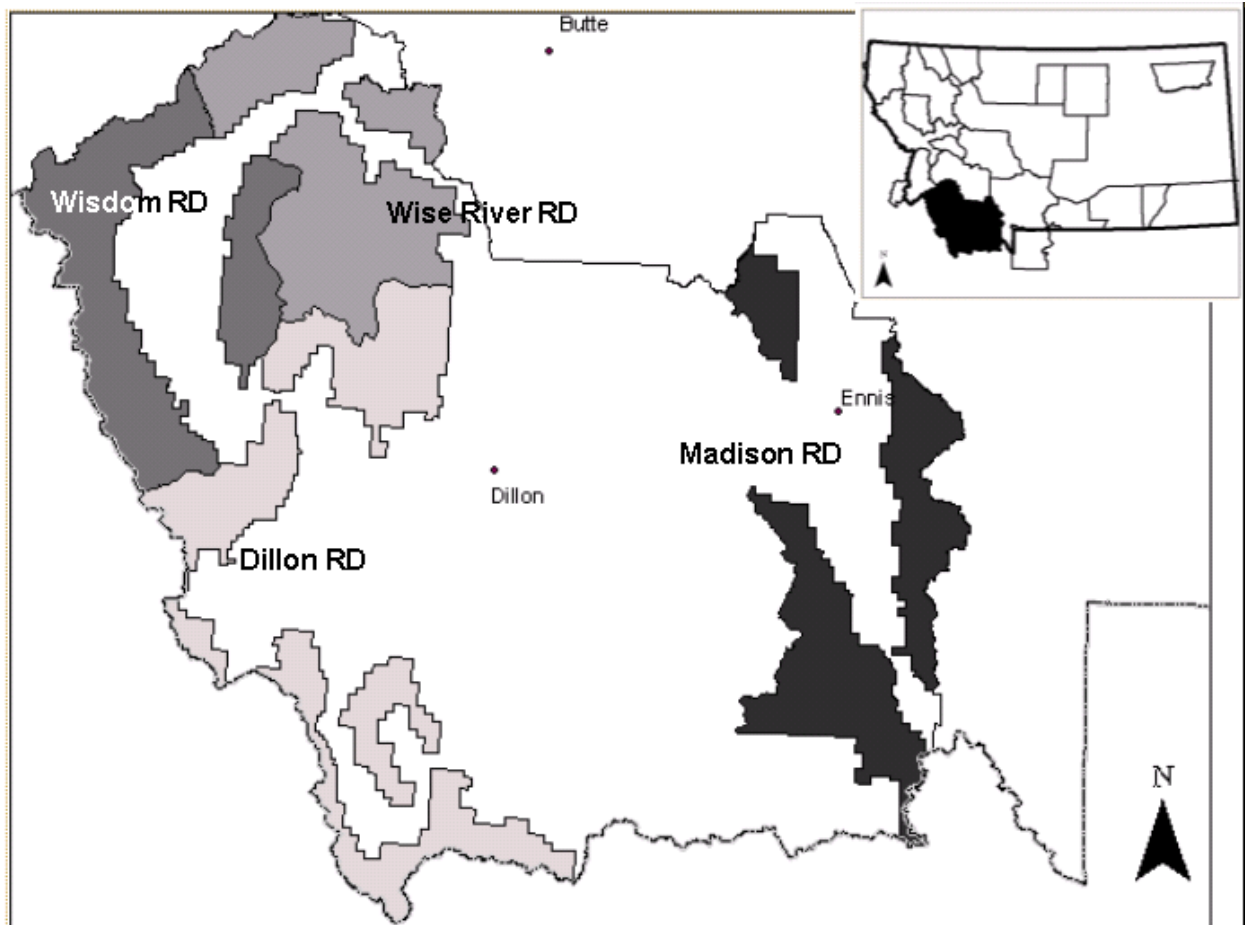 Butte
Wisdom RD
Wise River RD
Ennis
Madison RD
Dillon
Dillon RD
N
N